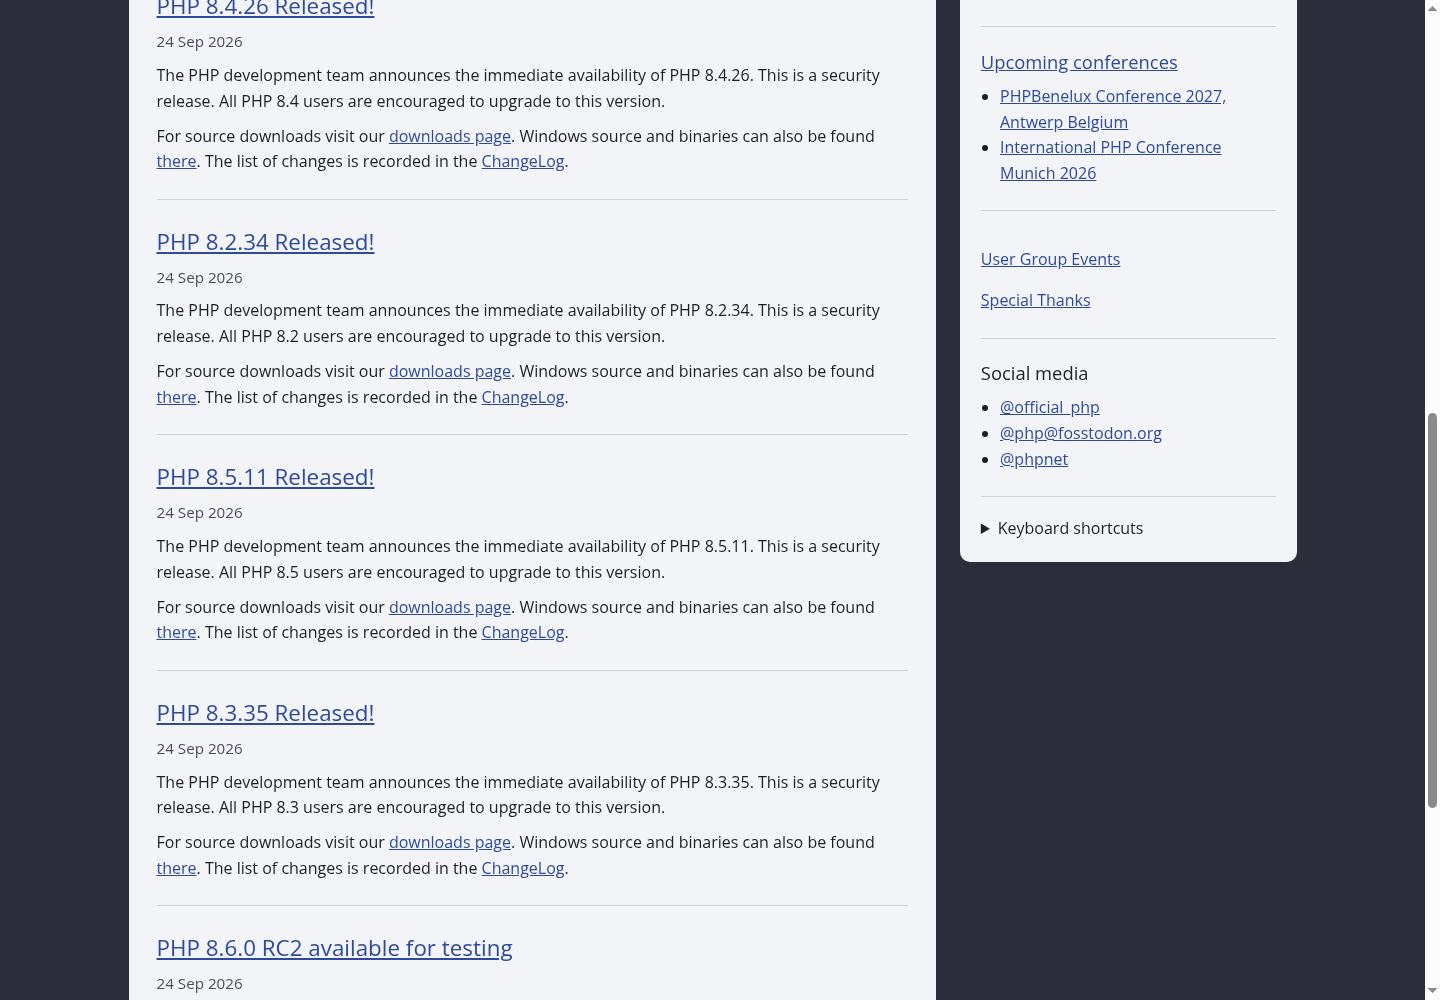 PHP 8.4.26 Released!
24 Sep 2026
The PHP development team announces the immediate availability of PHP 8.4.26. This is a security
release. All PHP 8.4 users are encouraged to upgrade to this version.
For source downloads visit our downloads page. Windows source and binaries can also be found
there. The list of changes is recorded in the ChangeLog.
PHP 8.2.34 Released!
24 Sep 2026
The PHP development team announces the immediate availability of PHP 8.2.34. This is a security
release. All PHP 8.2 users are encouraged to upgrade to this version.
For source downloads visit our downloads page. Windows source and binaries can also be found
there. The list of changes is recorded in the ChangeLog.
PHP 8.5.11 Released!
24 Sep 2026
The PHP development team announces the immediate availability of PHP 8.5.11. This is a security
release. All PHP 8.5 users are encouraged to upgrade to this version.
For source downloads visit our downloads page. Windows source and binaries can also be found
there. The list of changes is recorded in the ChangeLog.
PHP 8.3.35 Released!
24 Sep 2026
The PHP development team announces the immediate availability of PHP 8.3.35. This is a security
release. All PHP 8.3 users are encouraged to upgrade to this version.
For source downloads visit our downloads page. Windows source and binaries can also be found
there. The list of changes is recorded in the ChangeLog.
PHP 8.6.0 RC2 available for testing
24 Sep 2026
Upcoming conferences
PHPBenelux Conference 2027,
Antwerp Belgium
International PHP Conference
Munich 2026
User Group Events
Special Thanks
Social media
@official_php
@php@fosstodon.org
@phpnet
Keyboard shortcuts